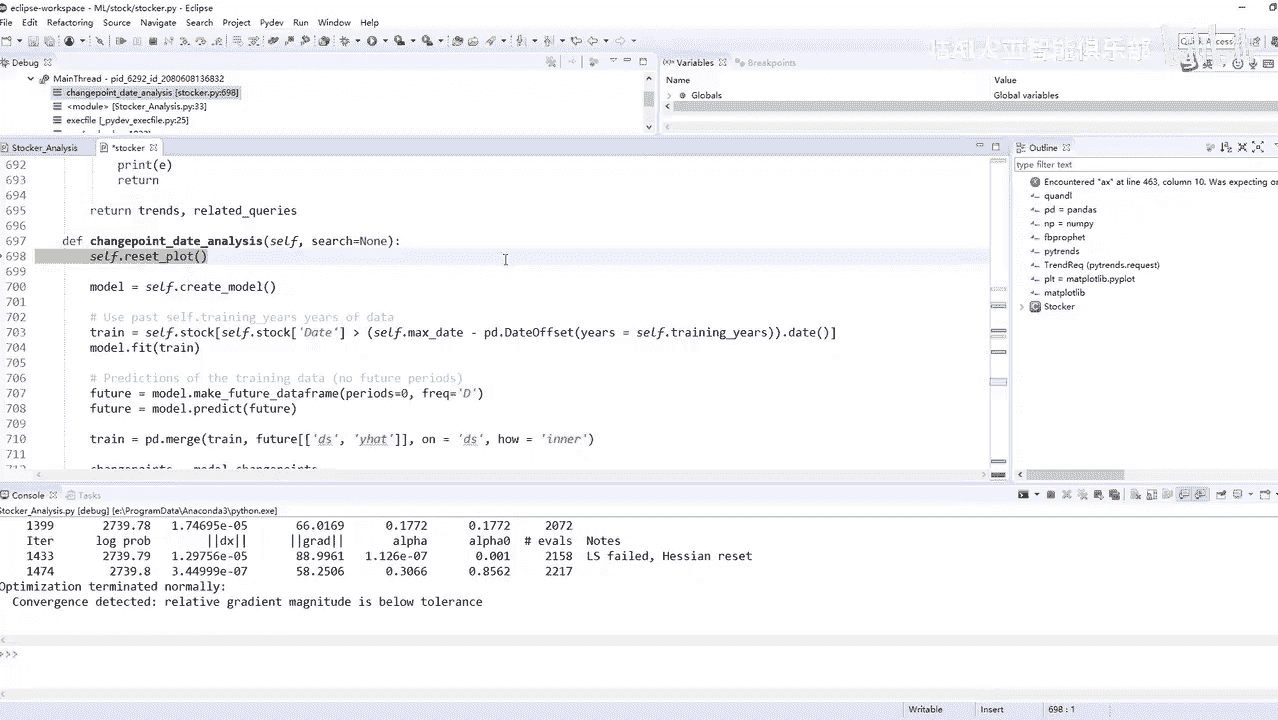 eclipse-workspace - ML/stock/stocker.py - Eclipse
File Edit Refactoring Source Navigate Search Project Pydev Run Window Help
Debug
MainThread - pid_6292_id_2080608136832
changepoint_date_analysis [stocker.py:698]
<module> [Stocker_Analysis.py:33]
execfile [_pydev_execfile.py:25]
Variables Breakpoints
Name Value
Globals Global variables
Stocker_Analysis *stocker
692 print(e)
693 return
694
695 return trends, related_queries
696
697 def changepoint_date_analysis(self, search=None):
698 self.reset_plot()
699
700 model = self.create_model()
701
702 # Use past self.training_years years of data
703 train = self.stock[self.stock['Date'] > (self.max_date - pd.DateOffset(years = self.training_years)).date()]
704 model.fit(train)
705
706 # Predictions of the training data (no future periods)
707 future = model.make_future_dataframe(periods=0, freq='D')
708 future = model.predict(future)
709
710 train = pd.merge(train, future[['ds', 'yhat']], on = 'ds', how = 'inner')
711
Outline
type filter text
Encountered "ax" at line 463, column 10. Was expecting on
quandl
pd = pandas
np = numpy
fbprophet
pytrends
TrendReq (pytrends.request)
plt = matplotlib.pyplot
matplotlib
Stocker
Console Tasks
Stocker_Analysis.py [debug] [e:\ProgramData\Anaconda3\python.exe]
1399 2739.78 1.74695e-05 66.0169 0.1772 0.1772 2072
Iter log prob ||dx|| ||grad|| alpha alpha0 # evals Notes
1433 2739.79 1.29756e-05 88.9961 1.126e-07 0.001 2158 LS failed, Hessian reset
1474 2739.8 3.44999e-07 58.2506 0.3066 0.8562 2217
Optimization terminated normally:
Convergence detected: relative gradient magnitude is below tolerance
>>>
Writable Insert 698 : 1